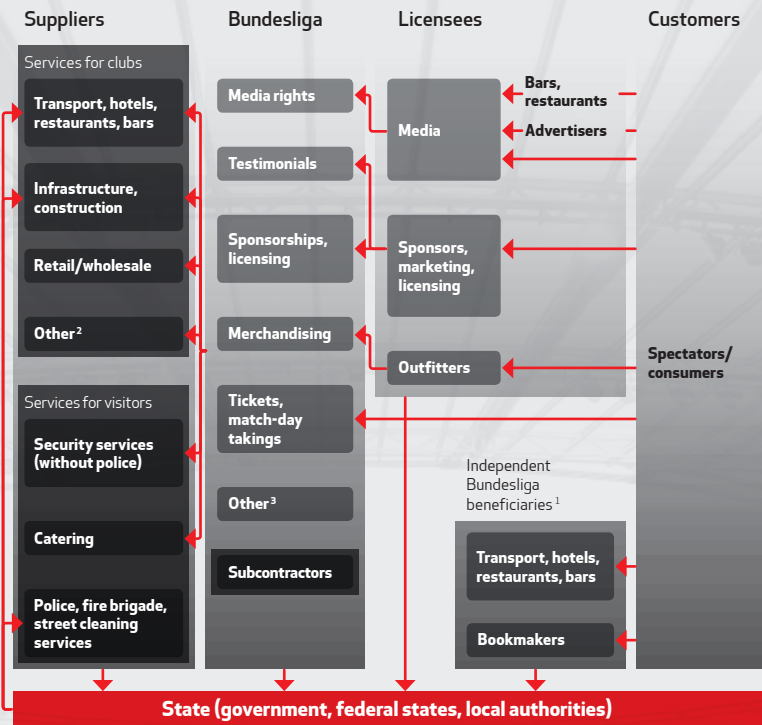 Suppliers
Services for clubs
Transport, hotels,
restaurants, bars
Infrastructure,
construction
Retail/wholesale
Other 2
Services for visitors
Security services
(without police)
Catering
Police, fire brigade,
street cleaning
services
Bundesliga
Media rights
Testimonials
Sponsorships,
licensing
Merchandising
Tickets,
match-day
takings
Other 3
Subcontractors
Licensees
Media
Sponsors,
marketing,
licensing
Outfitters
Bars,
restaurants
Advertisers
Independent
Bundesliga
beneficiaries 1
Transport, hotels,
restaurants, bars
Bookmakers
Customers
Spectators/
consumers
State (government, federal states, local authorities)